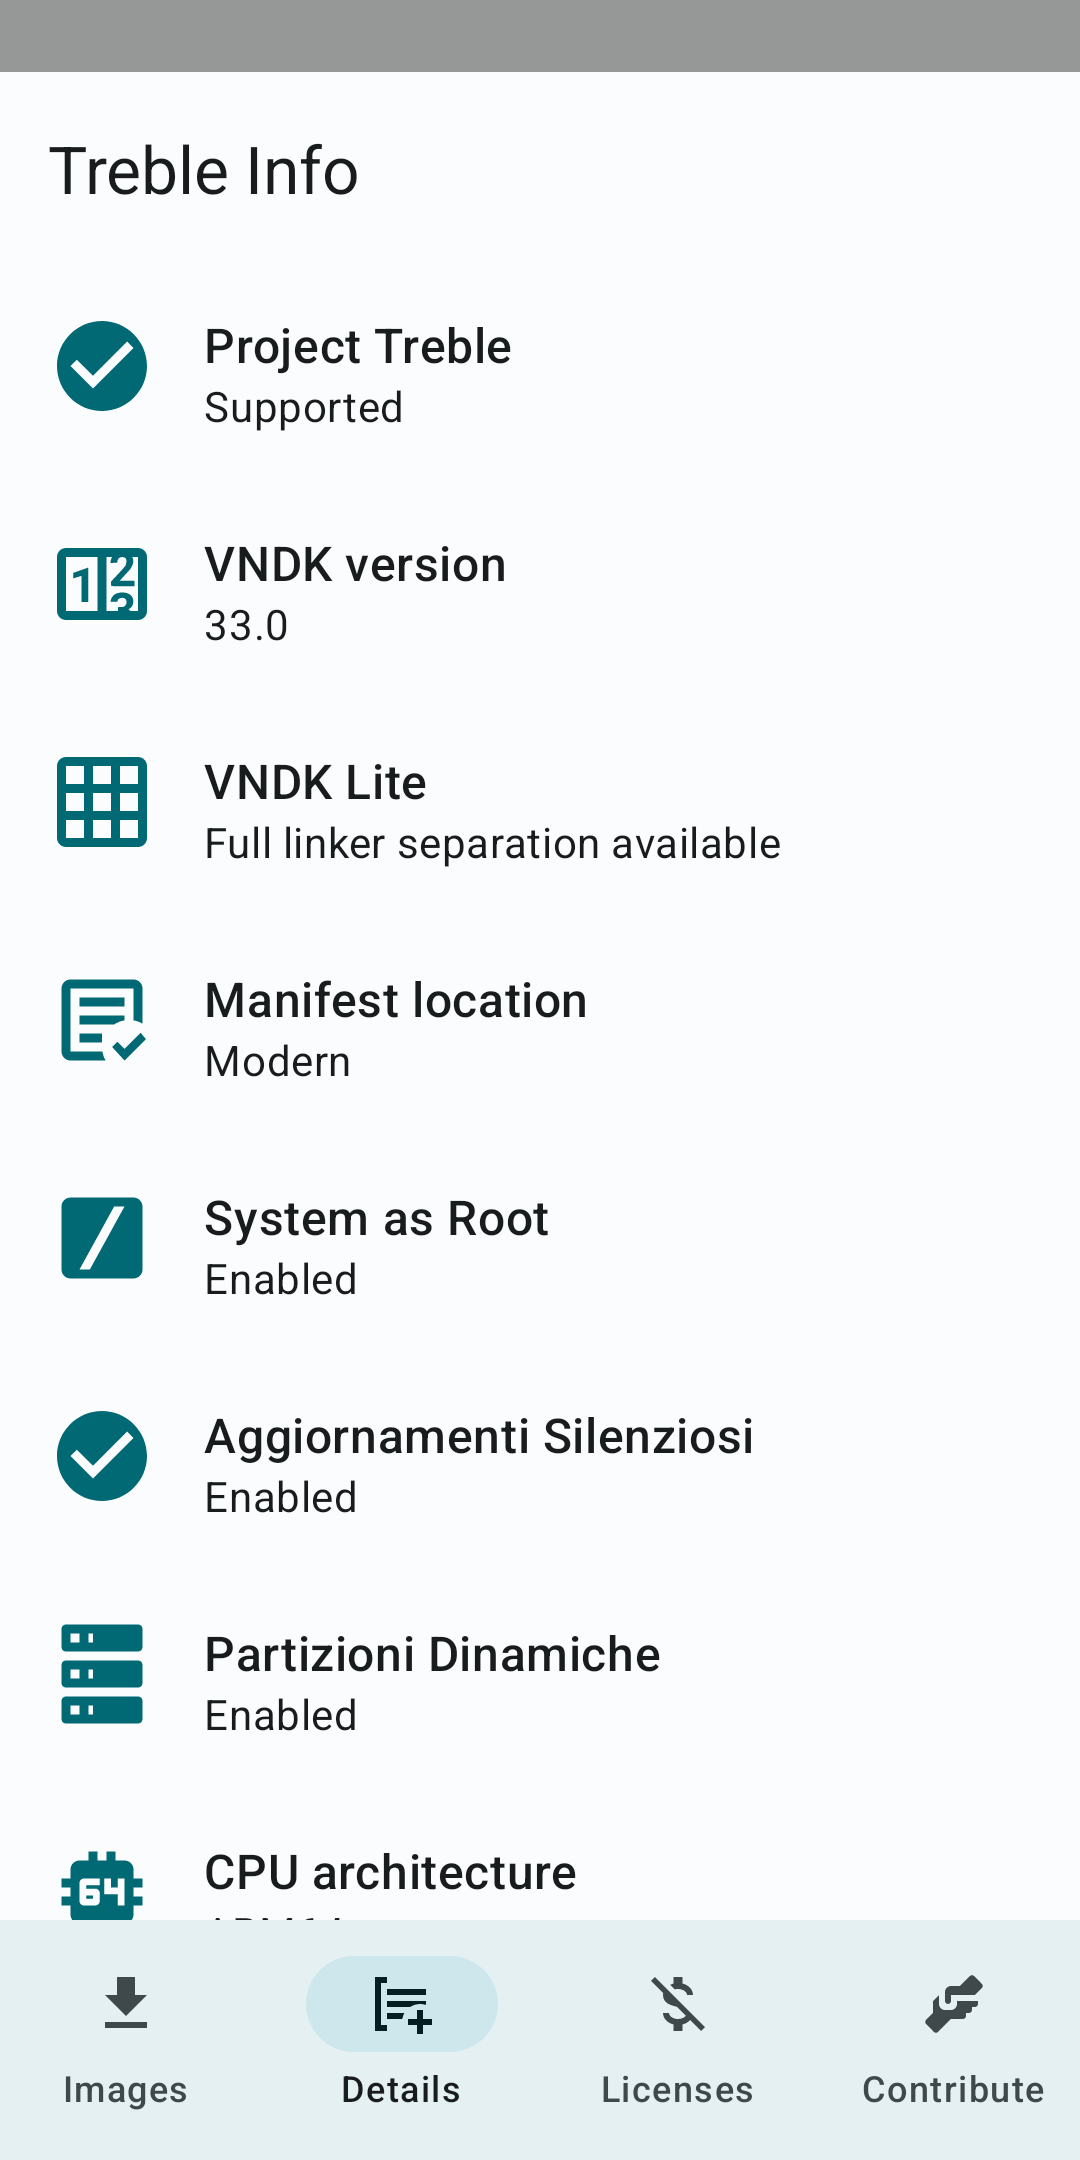 Treble Info
Project Treble
Supported
VNDK version
33.0
VNDK Lite
Full linker separation available
Manifest location
Modern
System as Root
Enabled
Aggiornamenti Silenziosi
Enabled
Partizioni Dinamiche
Enabled
64
CPU architecture
Images
Details
Licenses
Contribute